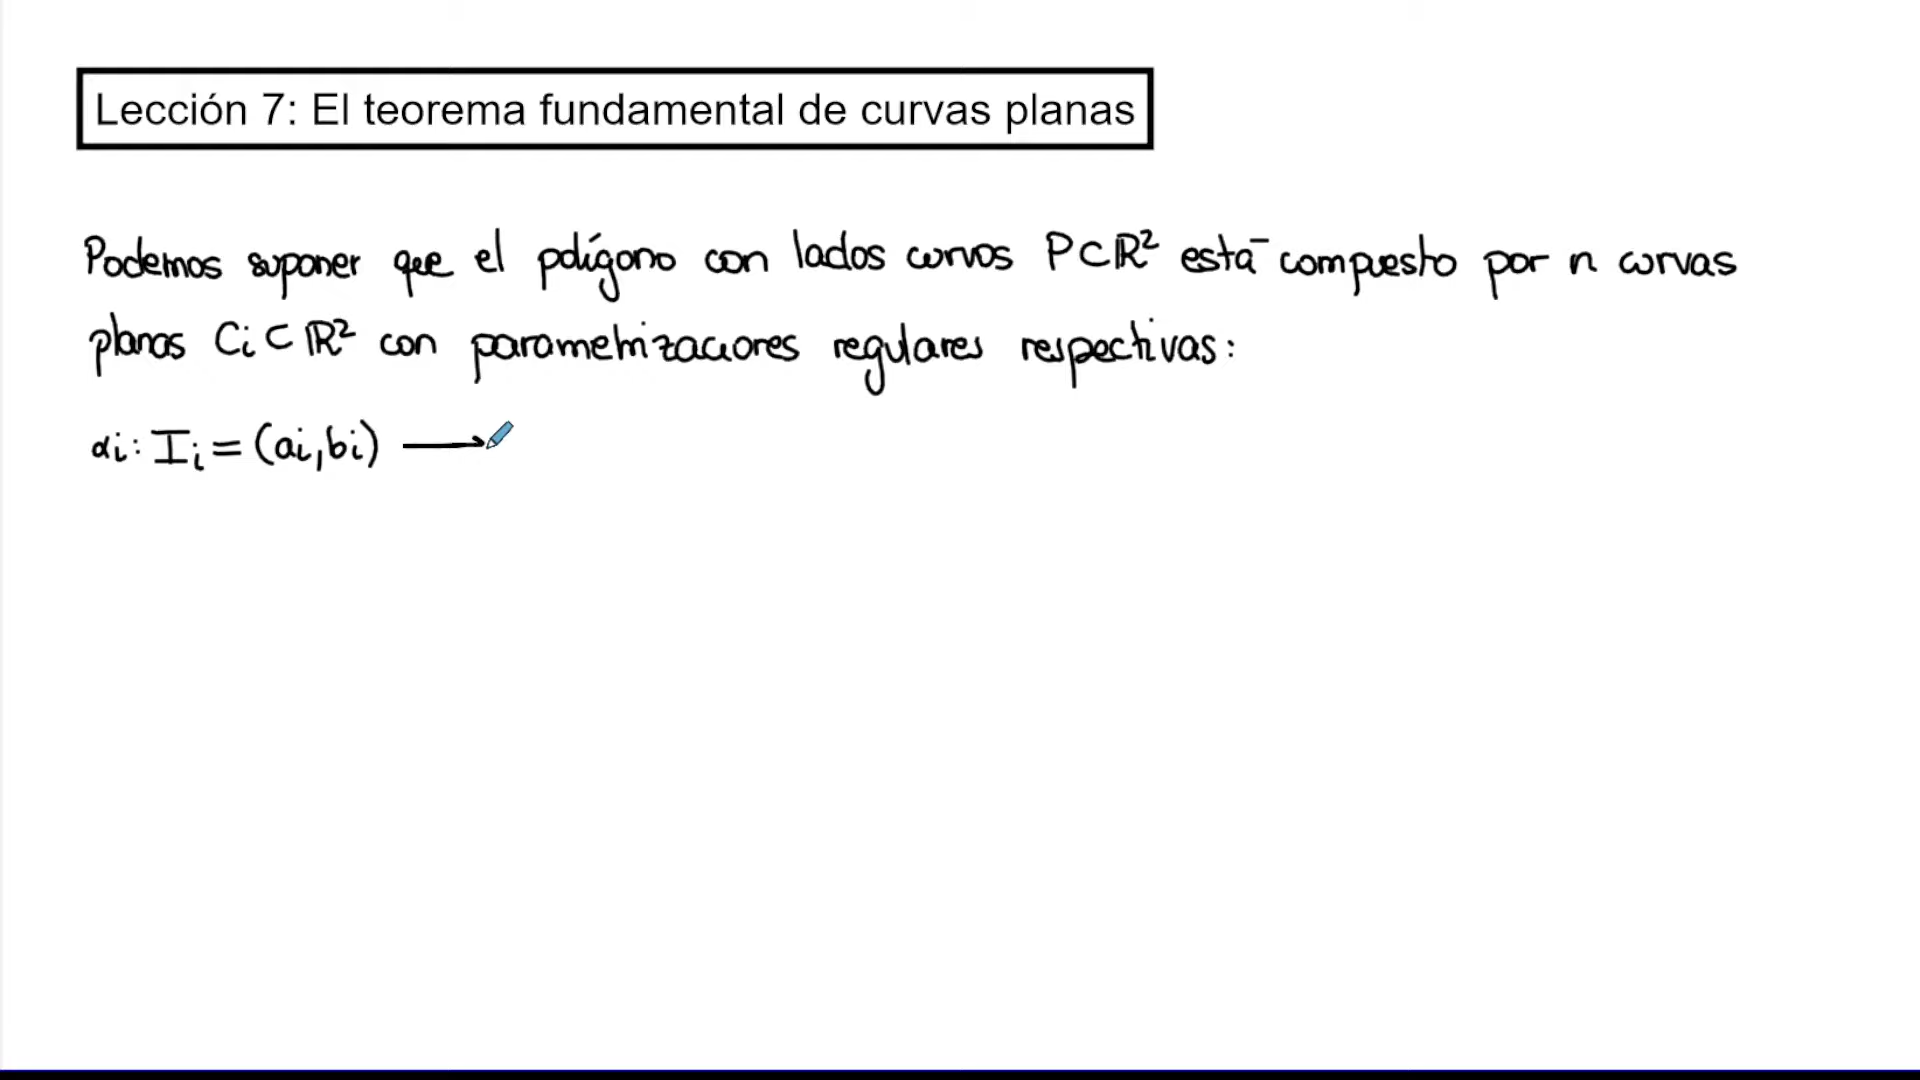 Lección 7: El teorema fundamental de curvas planas
Podemos suponer que el polígono con lados curvos P⊂ℝ² está compuesto por n curvas
planas Ci⊂ℝ² con parametrizaciones regulares respectivas:
αi: Ii = (ai, bi) ⟶